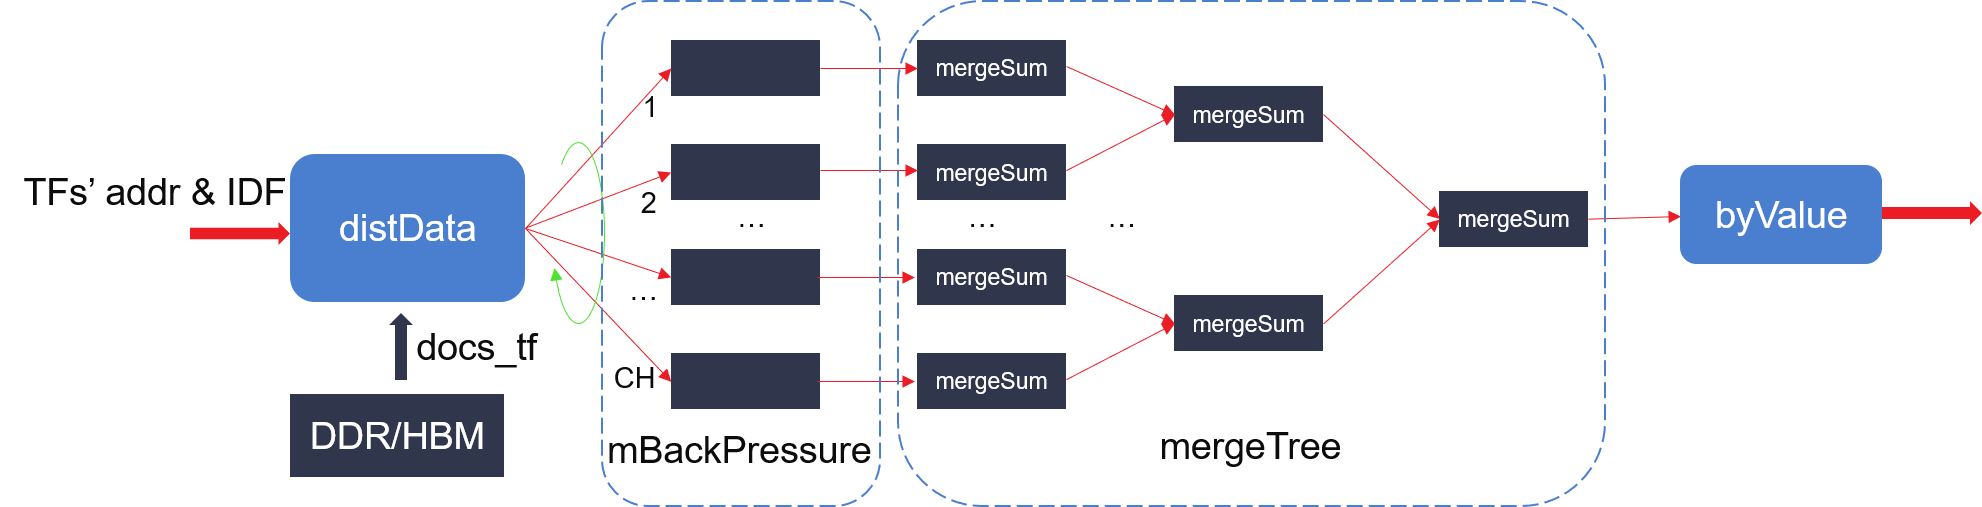 TFs’ addr & IDF
distData
docs_tf
DDR/HBM
1
2
...
CH
...
mBackPressure
mergeSum
mergeSum
...
mergeSum
mergeSum
...
mergeSum
mergeSum
mergeSum
mergeTree
byValue